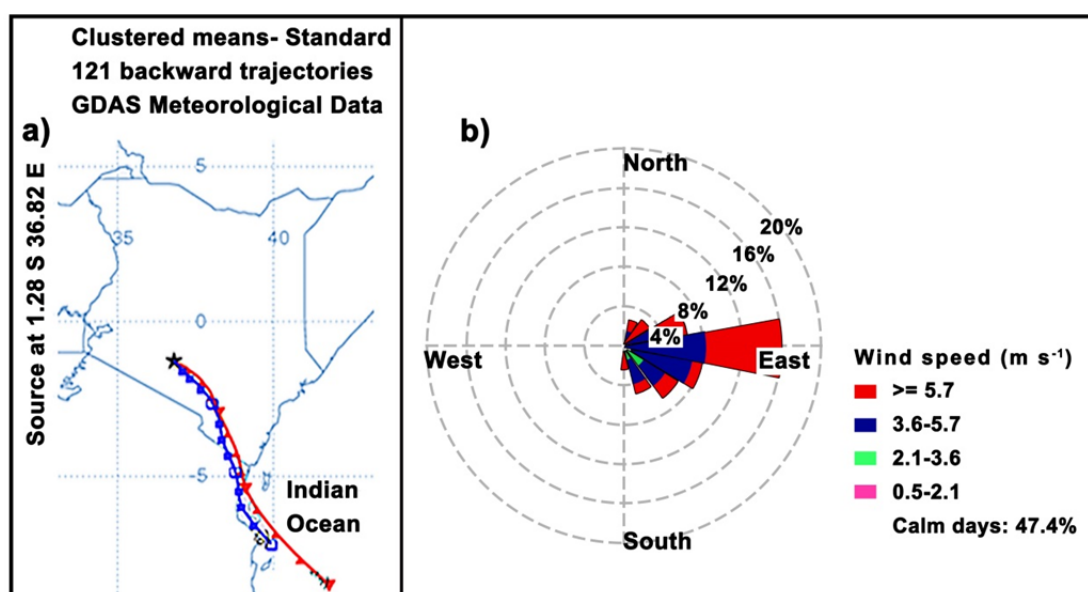 Clustered means- Standard
121 backward trajectories
GDAS Meteorological Data
a)
Source at 1.28 S 36.82 E
5
35
40
0
-5
Indian
Ocean
b)
North
20%
16%
12%
8%
4%
West
East
South
Wind speed (m s⁻¹)
>= 5.7
3.6-5.7
2.1-3.6
0.5-2.1
Calm days: 47.4%